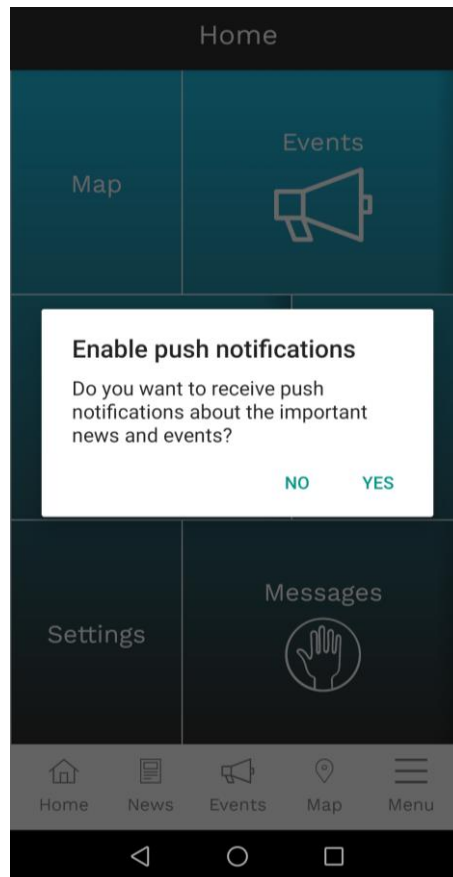 Home
Events
Map
Enable push notifications
Do you want to receive push
notifications about the important
news and events?
NO YES
Messages
Settings
Home News Events Map Menu